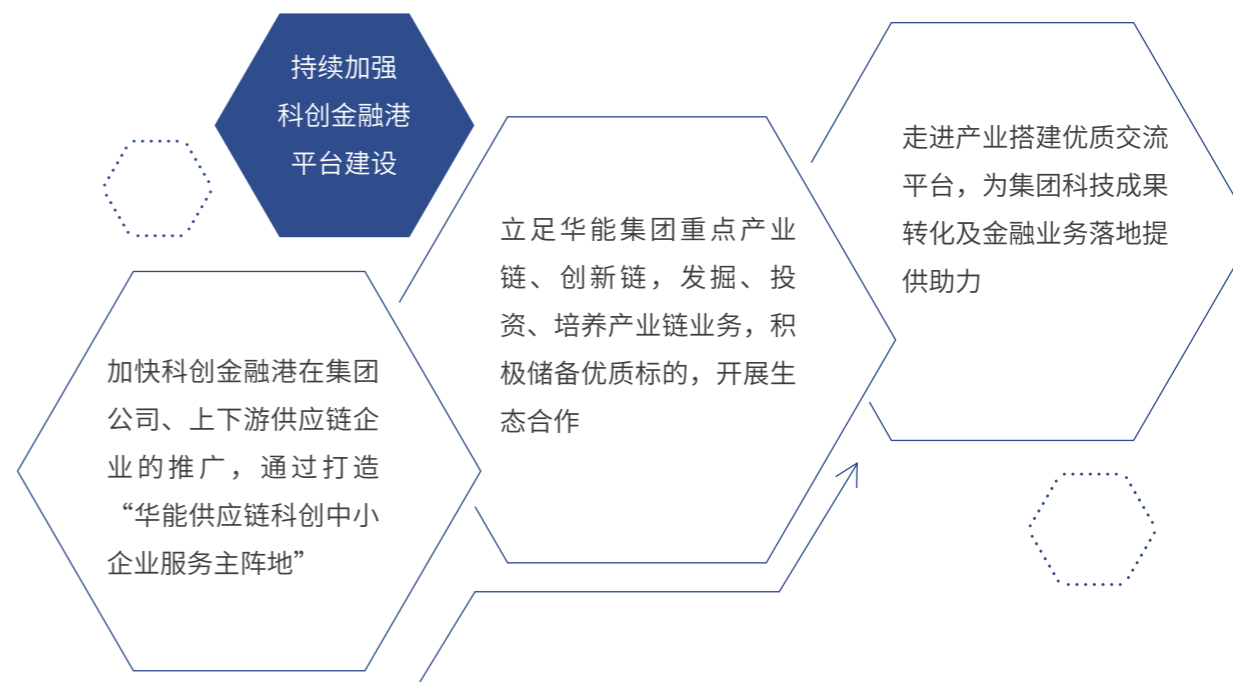 持续加强
科创金融港
平台建设
加快科创金融港在集团
公司、上下游供应链企
业的推广，通过打造
“华能供应链科创中小
企业服务主阵地”
立足华能集团重点产业
链、创新链，发掘、投
资、培养产业链业务，积
极储备优质标的，开展生
态合作
走进产业搭建优质交流
平台，为集团科技成果
转化及金融业务落地提
供助力